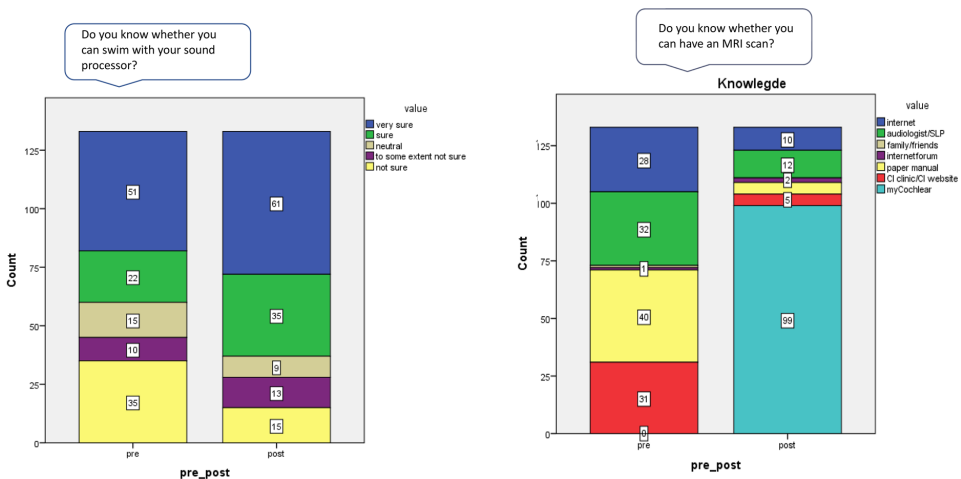 Do you know whether you
can swim with your sound
processor?
value
very sure
sure
neutral
to some extent not sure
not sure
Count
125
100
75
50
25
0
51
22
15
10
35
61
35
9
13
15
pre
post
pre_post
Do you know whether you
can have an MRI scan?
Knowlegde
value
internet
audiologist/SLP
family/friends
internetforum
paper manual
CI clinic/CI website
myCochlear
Count
125
100
75
50
25
0
28
32
1
40
31
0
10
12
2
5
99
pre
post
pre_post